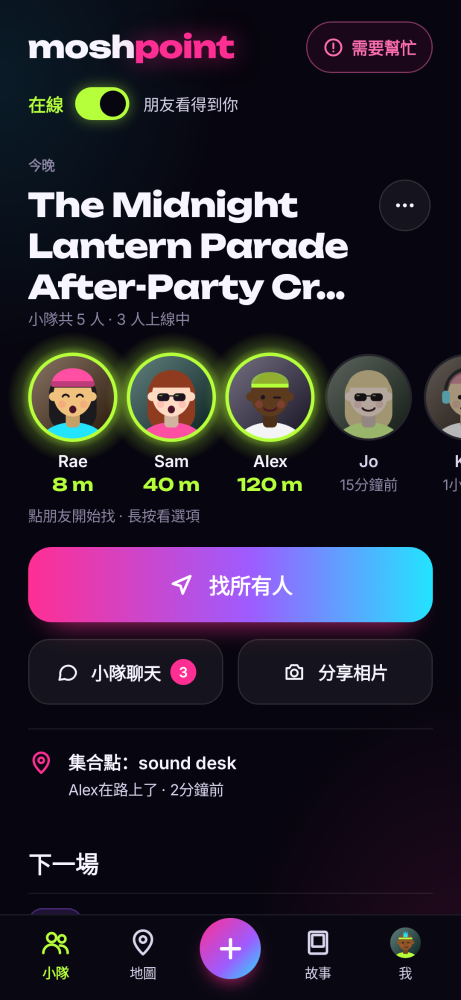 moshpoint
需要幫忙
在線
朋友看得到你
今晚
The Midnight
Lantern Parade
After-Party Cr...
小隊共 5 人 · 3 人上線中
Rae
8 m
Sam
40 m
Alex
120 m
Jo
15分鐘前
點朋友開始找 · 長按看選項
找所有人
小隊聊天
3
分享相片
集合點：sound desk
Alex在路上了 · 2分鐘前
下一場
小隊
地圖
故事
我